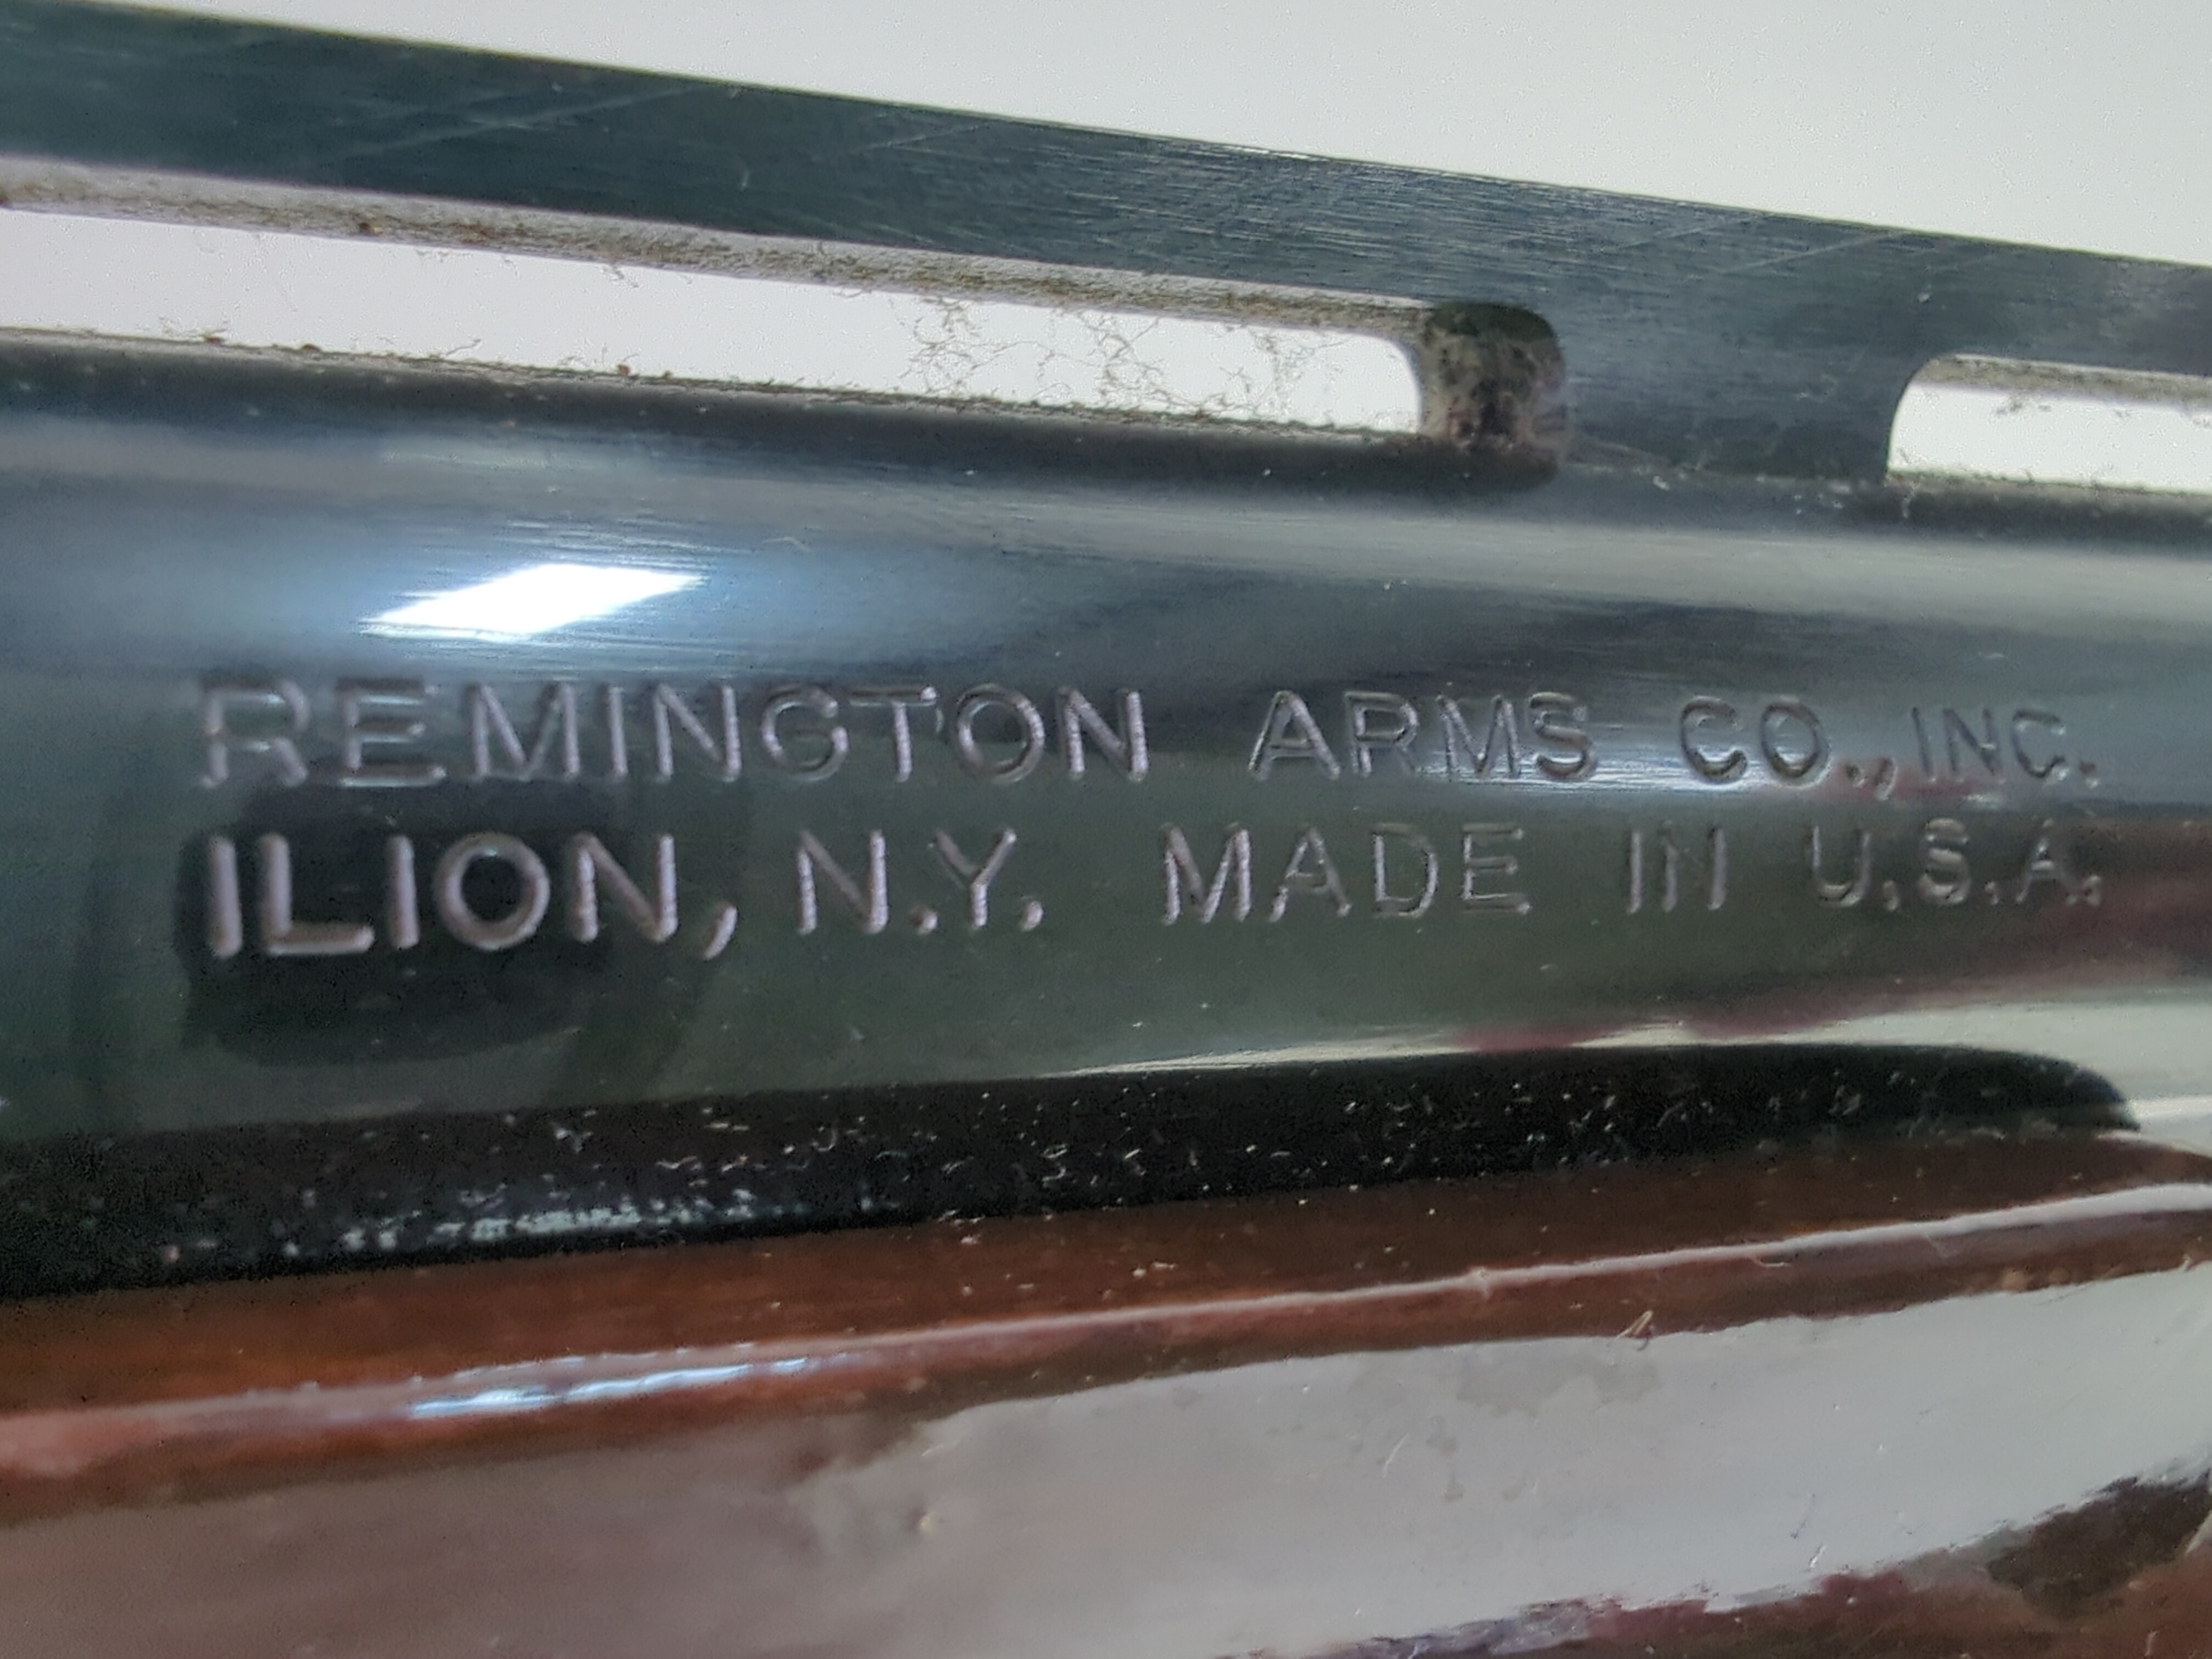 REMINGTON ARMS CO., INC.
ILION, N.Y. MADE IN U.S.A.